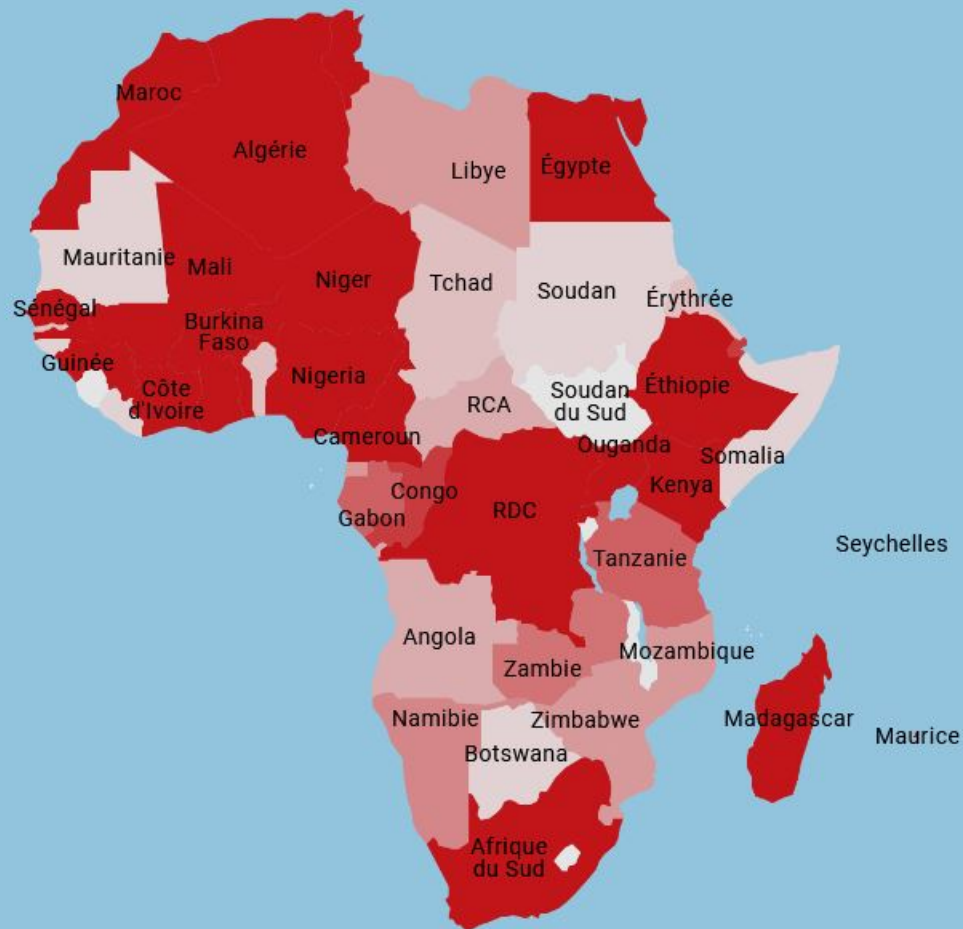 Maroc
Algérie
Libye
Égypte
Mauritanie
Mali
Niger
Tchad
Soudan
Érythrée
Sénégal
Burkina
Faso
Guinée
Côte
d'Ivoire
Nigeria
RCA
Soudan
du Sud
Éthiopie
Cameroun
Ouganda
Somalia
Congo
Kenya
Gabon
RDC
Seychelles
Tanzanie
Angola
Zambie
Mozambique
Namibie
Zimbabwe
Madagascar
Maurice
Botswana
Afrique
du Sud